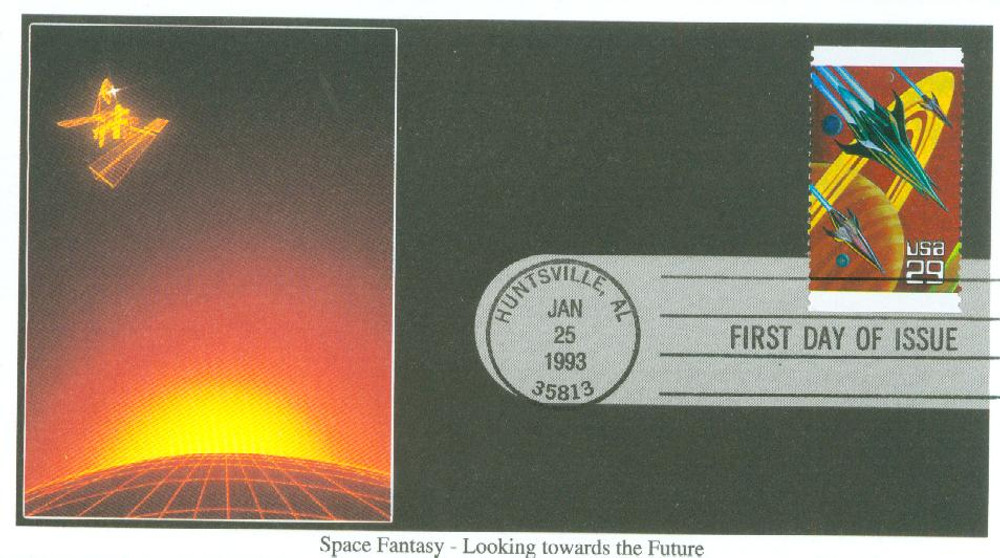 USA
29
HUNTSVILLE, AL
JAN
25
1993
35813
FIRST DAY OF ISSUE
Space Fantasy - Looking towards the Future